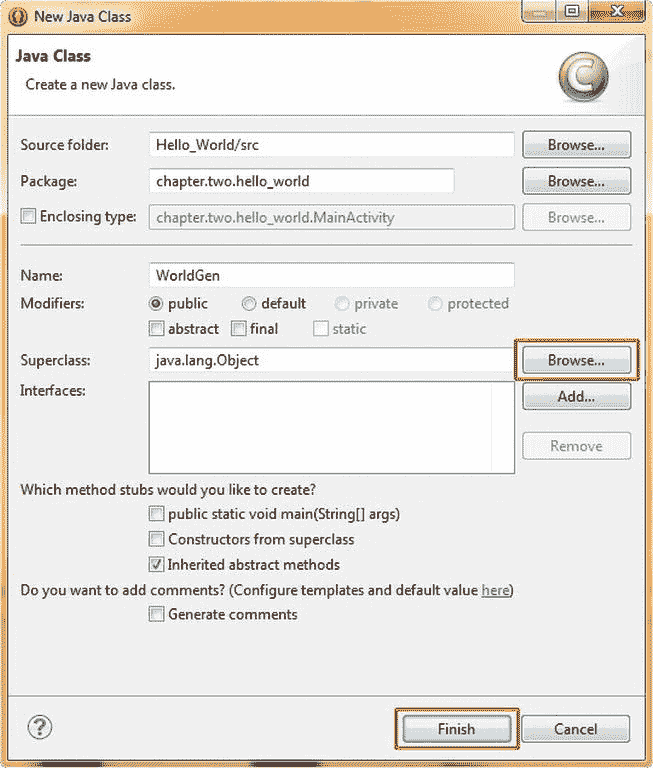 New Java Class
Java Class
Create a new Java class.
C
Source folder: Hello_World/src Browse...
Package: chapter.two.hello_world Browse...
Enclosing type: chapter.two.hello_world.MainActivity Browse...
Name: WorldGen
Modifiers: public default private protected
abstract final static
Superclass: java.lang.Object Browse...
Interfaces: Add...
Remove
Which method stubs would you like to create?
public static void main(String[] args)
Constructors from superclass
Inherited abstract methods
Do you want to add comments? (Configure templates and default value here)
Generate comments
? Finish Cancel